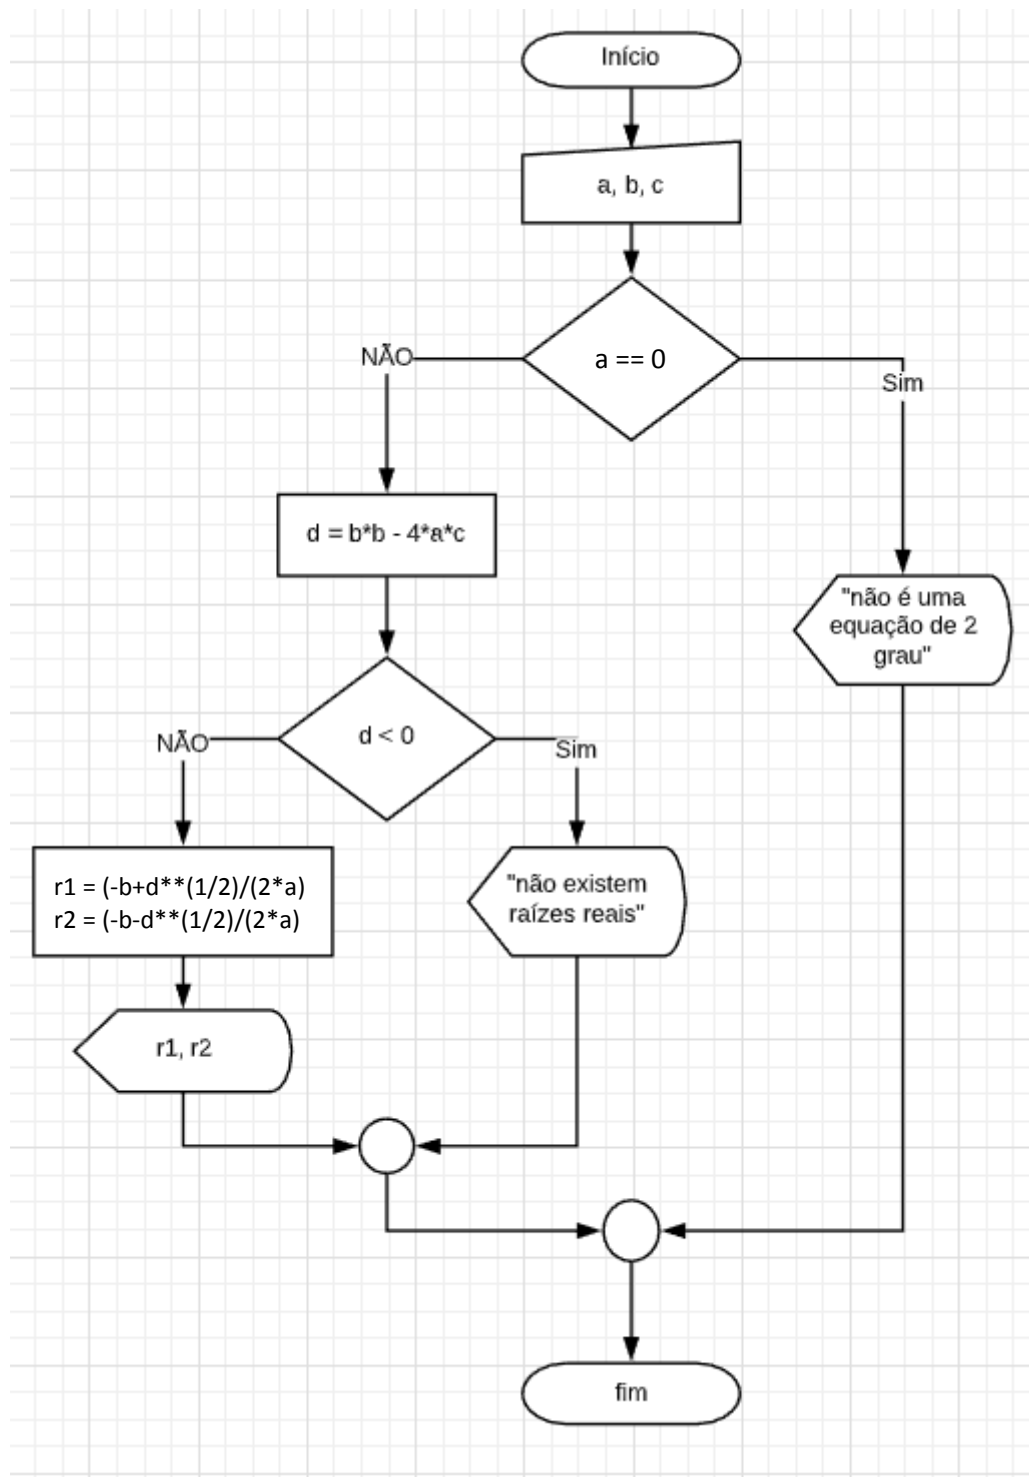 Início
a, b, c
a == 0
NÃO
Sim
d = b*b - 4*a*c
"não é uma
equação de 2
grau"
d < 0
NÃO
Sim
r1 = (-b+d**(1/2)/(2*a)
r2 = (-b-d**(1/2)/(2*a)
"não existem
raízes reais"
r1, r2
fim